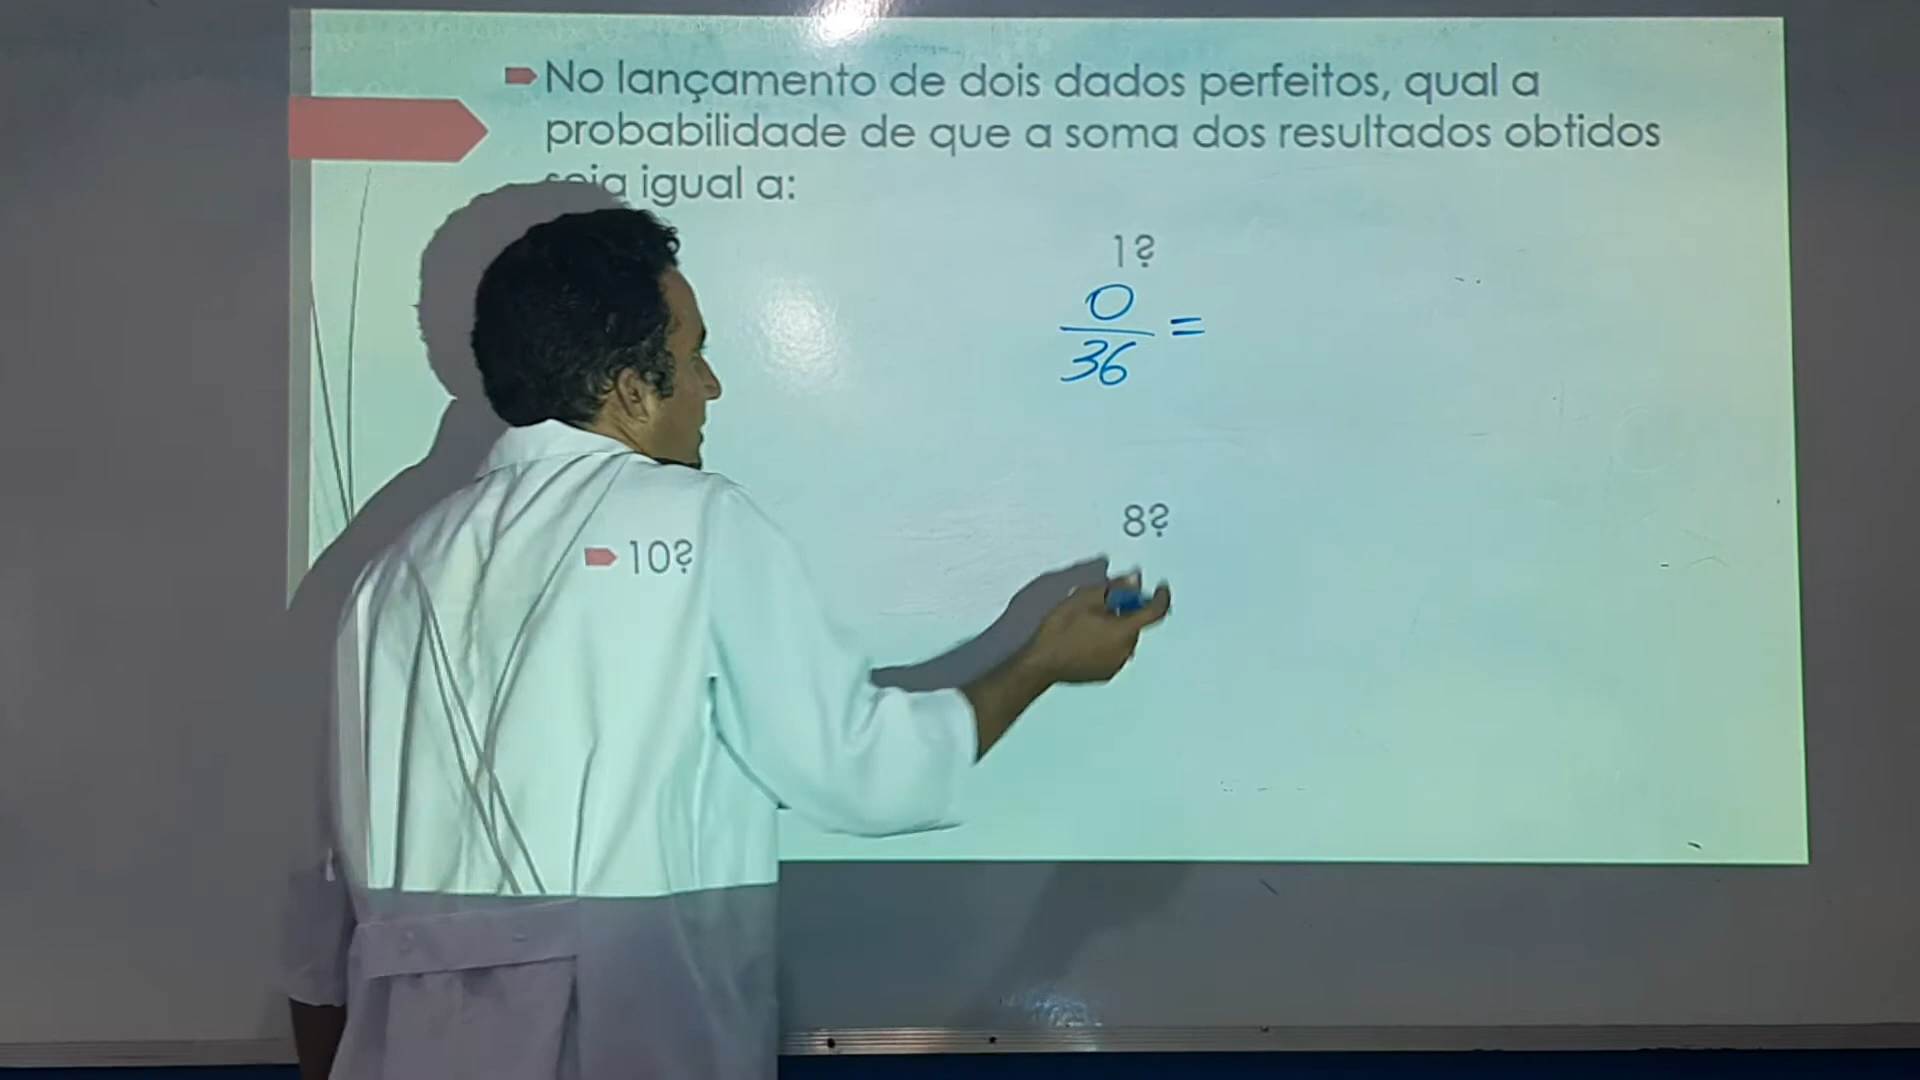 No lançamento de dois dados perfeitos, qual a
probabilidade de que a soma dos resultados obtidos
seja igual a:
1?
0
36 =
8?
10?